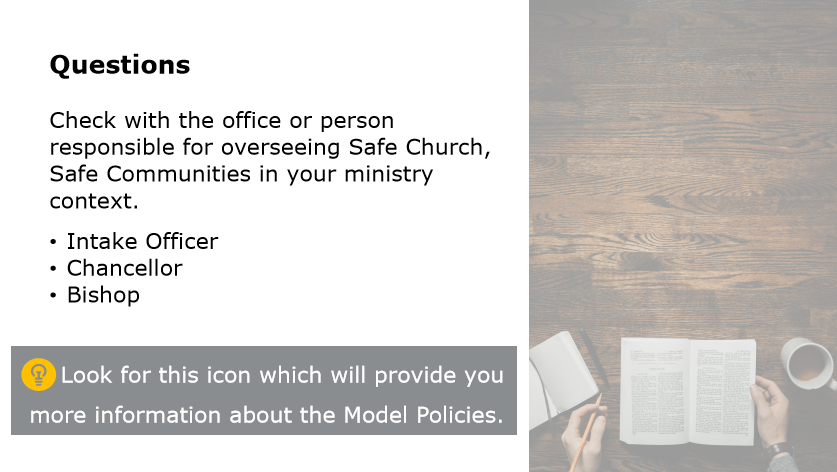 Questions
Check with the office or person
responsible for overseeing Safe Church,
Safe Communities in your ministry
context.
• Intake Officer
• Chancellor
• Bishop
Look for this icon which will provide you
more information about the Model Policies.